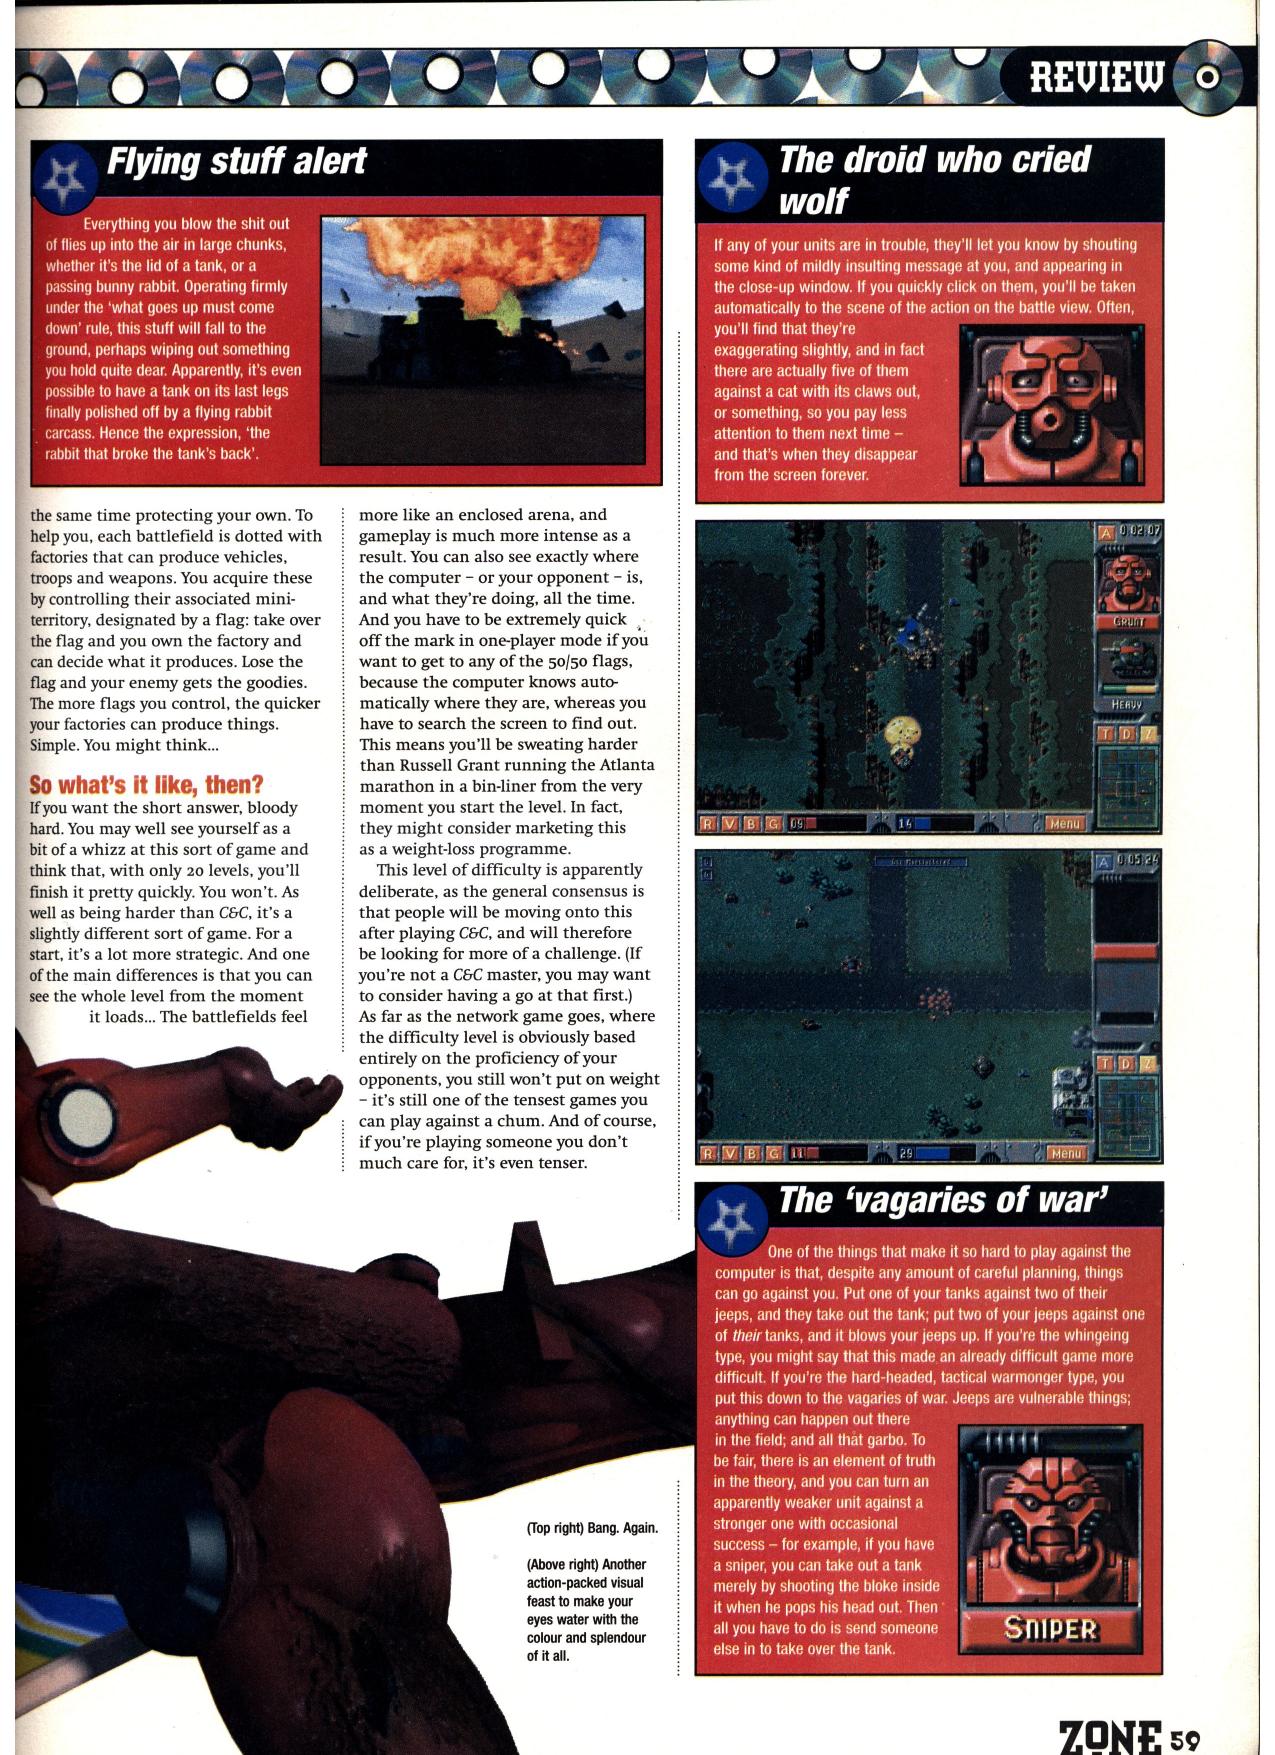 REVIEW
Flying stuff alert
Everything you blow the shit out
of flies up into the air in large chunks,
whether it's the lid of a tank, or a
passing bunny rabbit. Operating firmly
under the 'what goes up must come
down' rule, this stuff will fall to the
ground, perhaps wiping out something
you hold quite dear. Apparently, it's even
possible to have a tank on its last legs
finally polished off by a flying rabbit
carcass. Hence the expression, 'the
rabbit that broke the tank's back'.
the same time protecting your own. To
help you, each battlefield is dotted with
factories that can produce vehicles,
troops and weapons. You acquire these
by controlling their associated mini-
territory, designated by a flag: take over
the flag and you own the factory and
can decide what it produces. Lose the
flag and your enemy gets the goodies.
The more flags you control, the quicker
your factories can produce things.
Simple. You might think...
So what's it like, then?
If you want the short answer, bloody
hard. You may well see yourself as a
bit of a whizz at this sort of game and
think that, with only 20 levels, you'll
finish it pretty quickly. You won't. As
well as being harder than C&C, it's a
slightly different sort of game. For a
start, it's a lot more strategic. And one
of the main differences is that you can
see the whole level from the moment
it loads... The battlefields feel
more like an enclosed arena, and
gameplay is much more intense as a
result. You can also see exactly where
the computer – or your opponent – is,
and what they're doing, all the time.
And you have to be extremely quick
off the mark in one-player mode if you
want to get to any of the 50/50 flags,
because the computer knows auto-
matically where they are, whereas you
have to search the screen to find out.
This means you'll be sweating harder
than Russell Grant running the Atlanta
marathon in a bin-liner from the very
moment you start the level. In fact,
they might consider marketing this
as a weight-loss programme.
This level of difficulty is apparently
deliberate, as the general consensus is
that people will be moving onto this
after playing C&C, and will therefore
be looking for more of a challenge. (If
you're not a C&C master, you may want
to consider having a go at that first.)
As far as the network game goes, where
the difficulty level is obviously based
entirely on the proficiency of your
opponents, you still won't put on weight
– it's still one of the tensest games you
can play against a chum. And of course,
if you're playing someone you don't
much care for, it's even tenser.
(Top right) Bang. Again.
(Above right) Another
action-packed visual
feast to make your
eyes water with the
colour and splendour
of it all.
The droid who cried
wolf
If any of your units are in trouble, they'll let you know by shouting
some kind of mildly insulting message at you, and appearing in
the close-up window. If you quickly click on them, you'll be taken
automatically to the scene of the action on the battle view. Often,
you'll find that they're
exaggerating slightly, and in fact
there are actually five of them
against a cat with its claws out,
or something, so you pay less
attention to them next time –
and that's when they disappear
from the screen forever.
A 0:02:07
GRUNT
HEAVY
T D Z
R V B G 09 14 Menu
A 0:05:24
T D Z
R V B G 11 29 Menu
The 'vagaries of war'
One of the things that make it so hard to play against the
computer is that, despite any amount of careful planning, things
can go against you. Put one of your tanks against two of their
jeeps, and they take out the tank; put two of your jeeps against one
of their tanks, and it blows your jeeps up. If you're the whingeing
type, you might say that this made an already difficult game more
difficult. If you're the hard-headed, tactical warmonger type, you
put this down to the vagaries of war. Jeeps are vulnerable things;
anything can happen out there
in the field; and all that garbo. To
be fair, there is an element of truth
in the theory, and you can turn an
apparently weaker unit against a
stronger one with occasional
success – for example, if you have
a sniper, you can take out a tank
merely by shooting the bloke inside
it when he pops his head out. Then
all you have to do is send someone
else in to take over the tank.
SNIPER
ZONE 59